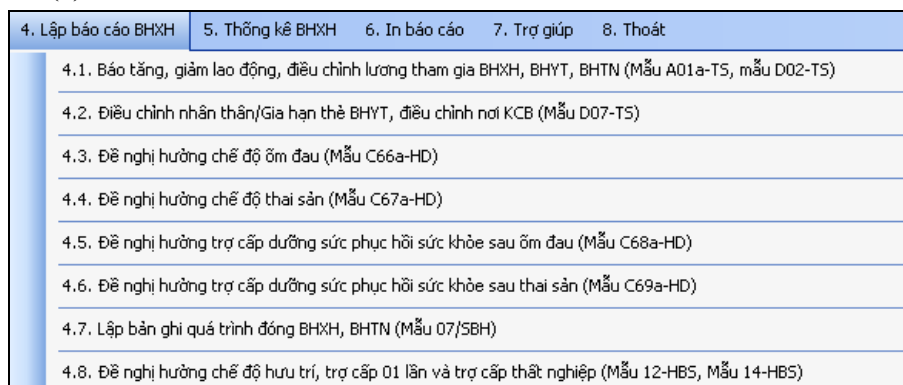 4. Lập báo cáo BHXH 5. Thống kê BHXH 6. In báo cáo 7. Trợ giúp 8. Thoát
4.1. Báo tăng, giảm lao động, điều chỉnh lương tham gia BHXH, BHYT, BHTN (Mẫu A01a-TS, mẫu D02-TS)
4.2. Điều chỉnh nhân thân/Gia hạn thẻ BHYT, điều chỉnh nơi KCB (Mẫu D07-TS)
4.3. Đề nghị hưởng chế độ ốm đau (Mẫu C66a-HD)
4.4. Đề nghị hưởng chế độ thai sản (Mẫu C67a-HD)
4.5. Đề nghị hưởng trợ cấp dưỡng sức phục hồi sức khỏe sau ốm đau (Mẫu C68a-HD)
4.6. Đề nghị hưởng trợ cấp dưỡng sức phục hồi sức khỏe sau thai sản (Mẫu C69a-HD)
4.7. Lập bản ghi quá trình đóng BHXH, BHTN (Mẫu 07/SBH)
4.8. Đề nghị hưởng chế độ hưu trí, trợ cấp 01 lần và trợ cấp thất nghiệp (Mẫu 12-HBS, Mẫu 14-HBS)